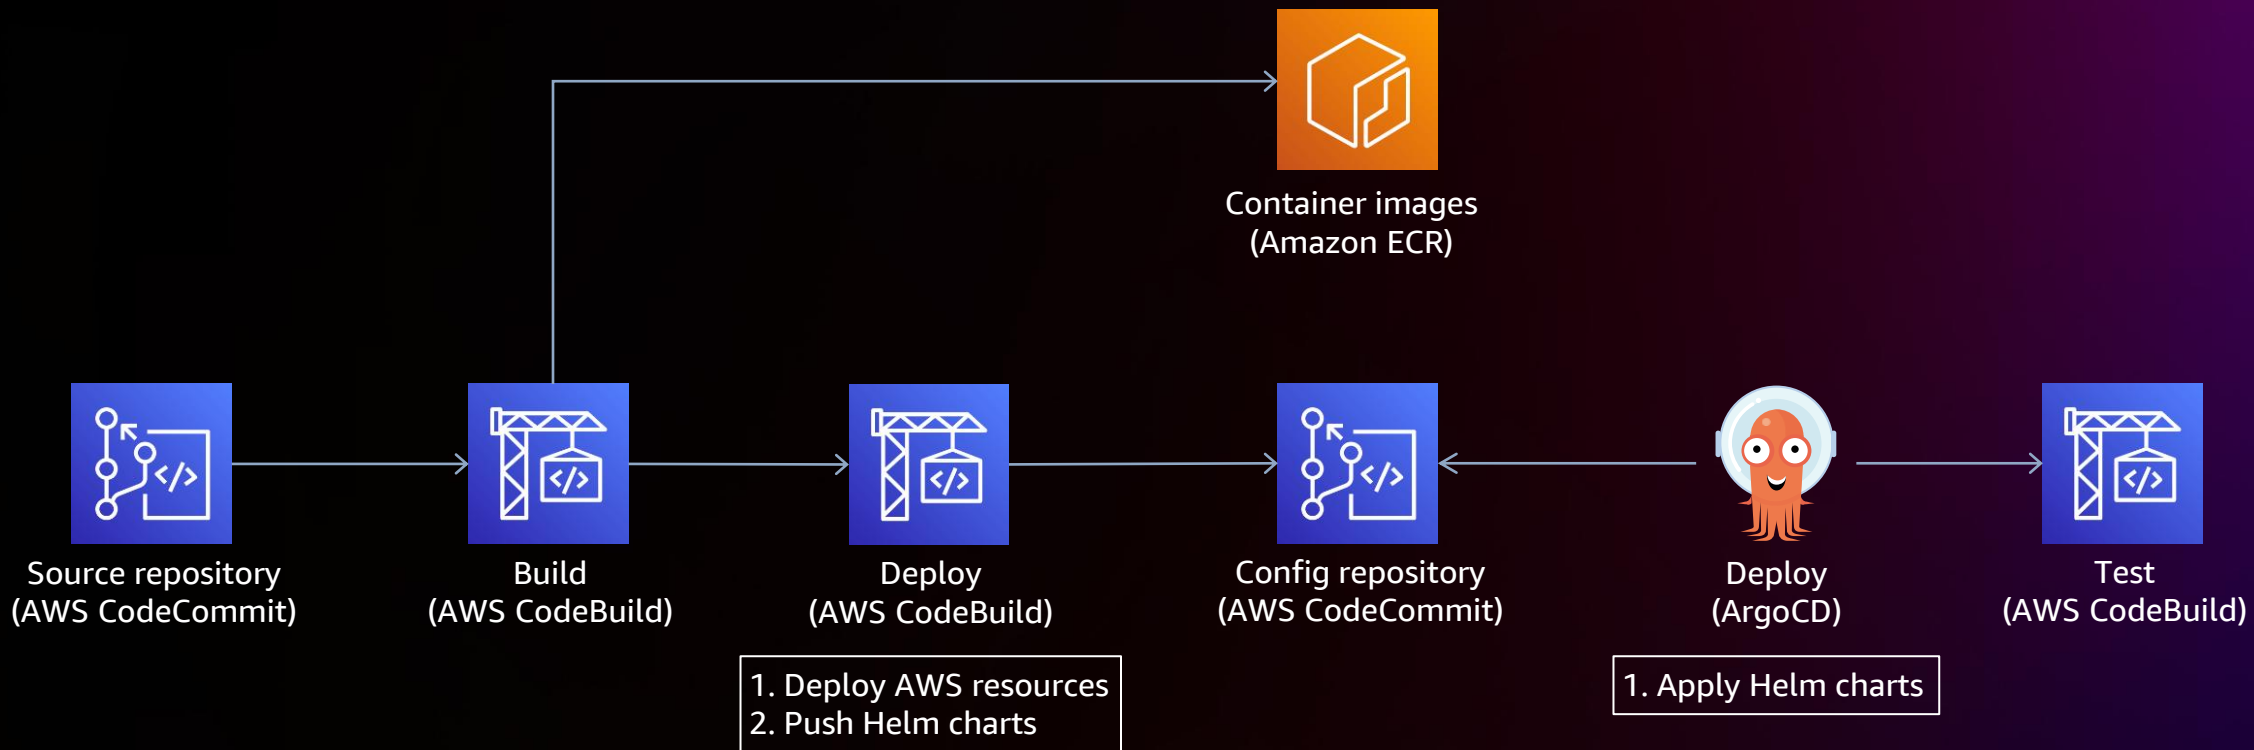 Container images
(Amazon ECR)
Source repository
(AWS CodeCommit)
Build
(AWS CodeBuild)
Deploy
(AWS CodeBuild)
Config repository
(AWS CodeCommit)
Deploy
(ArgoCD)
Test
(AWS CodeBuild)
1. Deploy AWS resources
2. Push Helm charts
1. Apply Helm charts